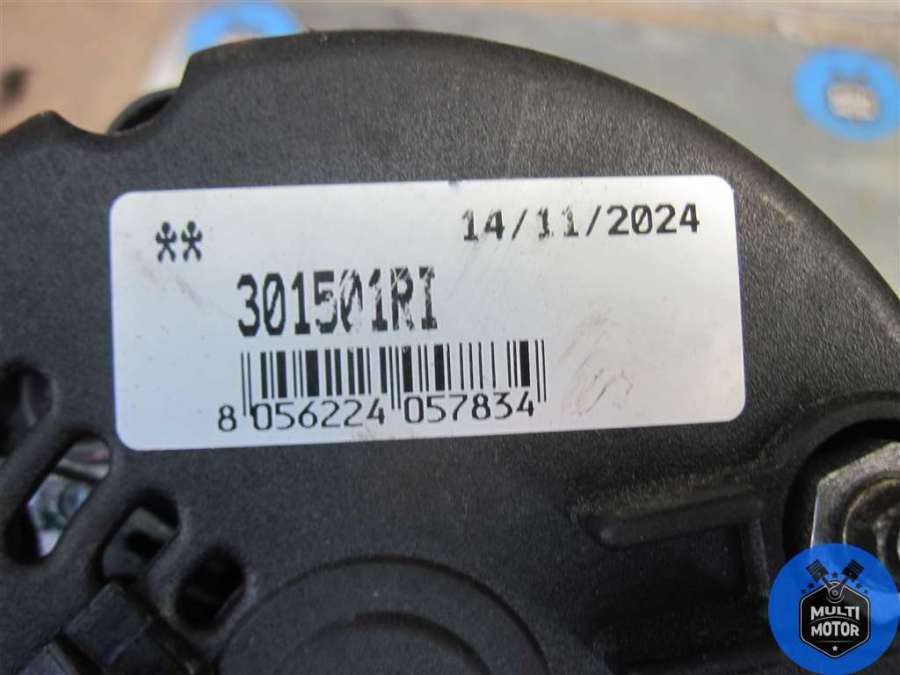 ** 14/11/2024
301501RI
8 056224 057834
MULTI
MOTOR